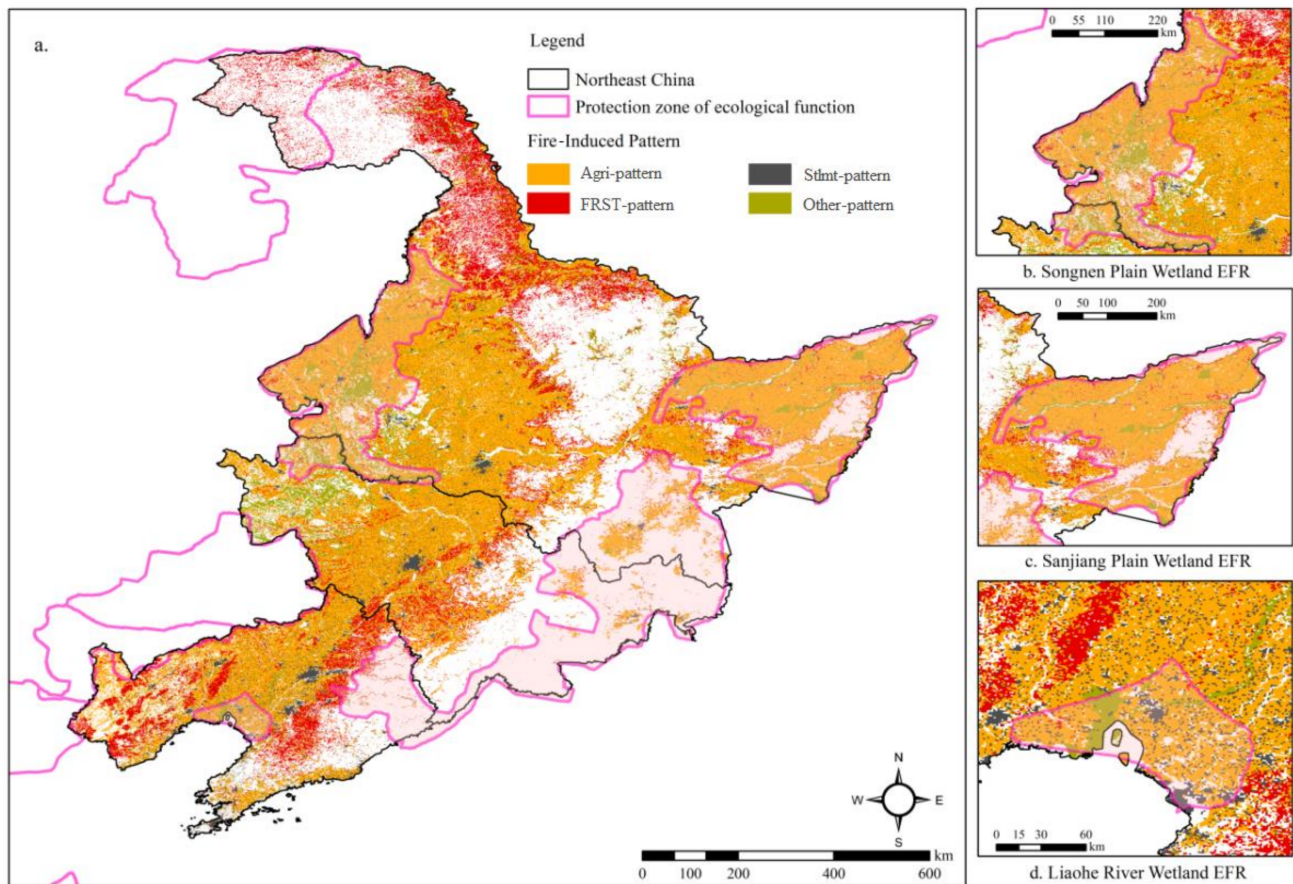 a.
Legend
Northeast China
Protection zone of ecological function
Fire-Induced Pattern
Agri-pattern
Stlmt-pattern
FRST-pattern
Other-pattern
N
W E
S
km
0 100 200 400 600
0 55 110 220
km
b. Songnen Plain Wetland EFR
0 50 100 200
km
c. Sanjiang Plain Wetland EFR
0 15 30 60
km
d. Liaohe River Wetland EFR